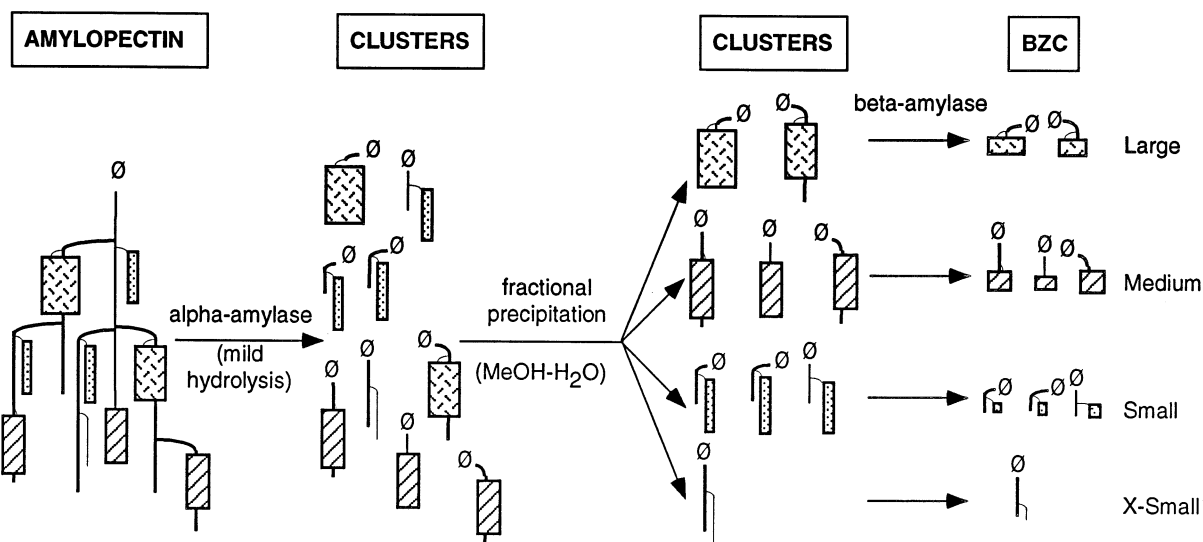 AMYLOPECTIN
CLUSTERS
CLUSTERS
BZC
beta-amylase
Ø
Ø
Ø
Ø
Large
Ø
Ø
Ø
Ø
Ø
Ø
Ø
Ø
Ø
Ø
Ø
Medium
alpha-amylase
(mild
hydrolysis)
fractional
precipitation
(MeOH-H2O)
Ø
Ø
Ø
Ø
Ø
Ø
Ø
Ø
Ø
Small
Ø
Ø
Ø
Ø
X-Small